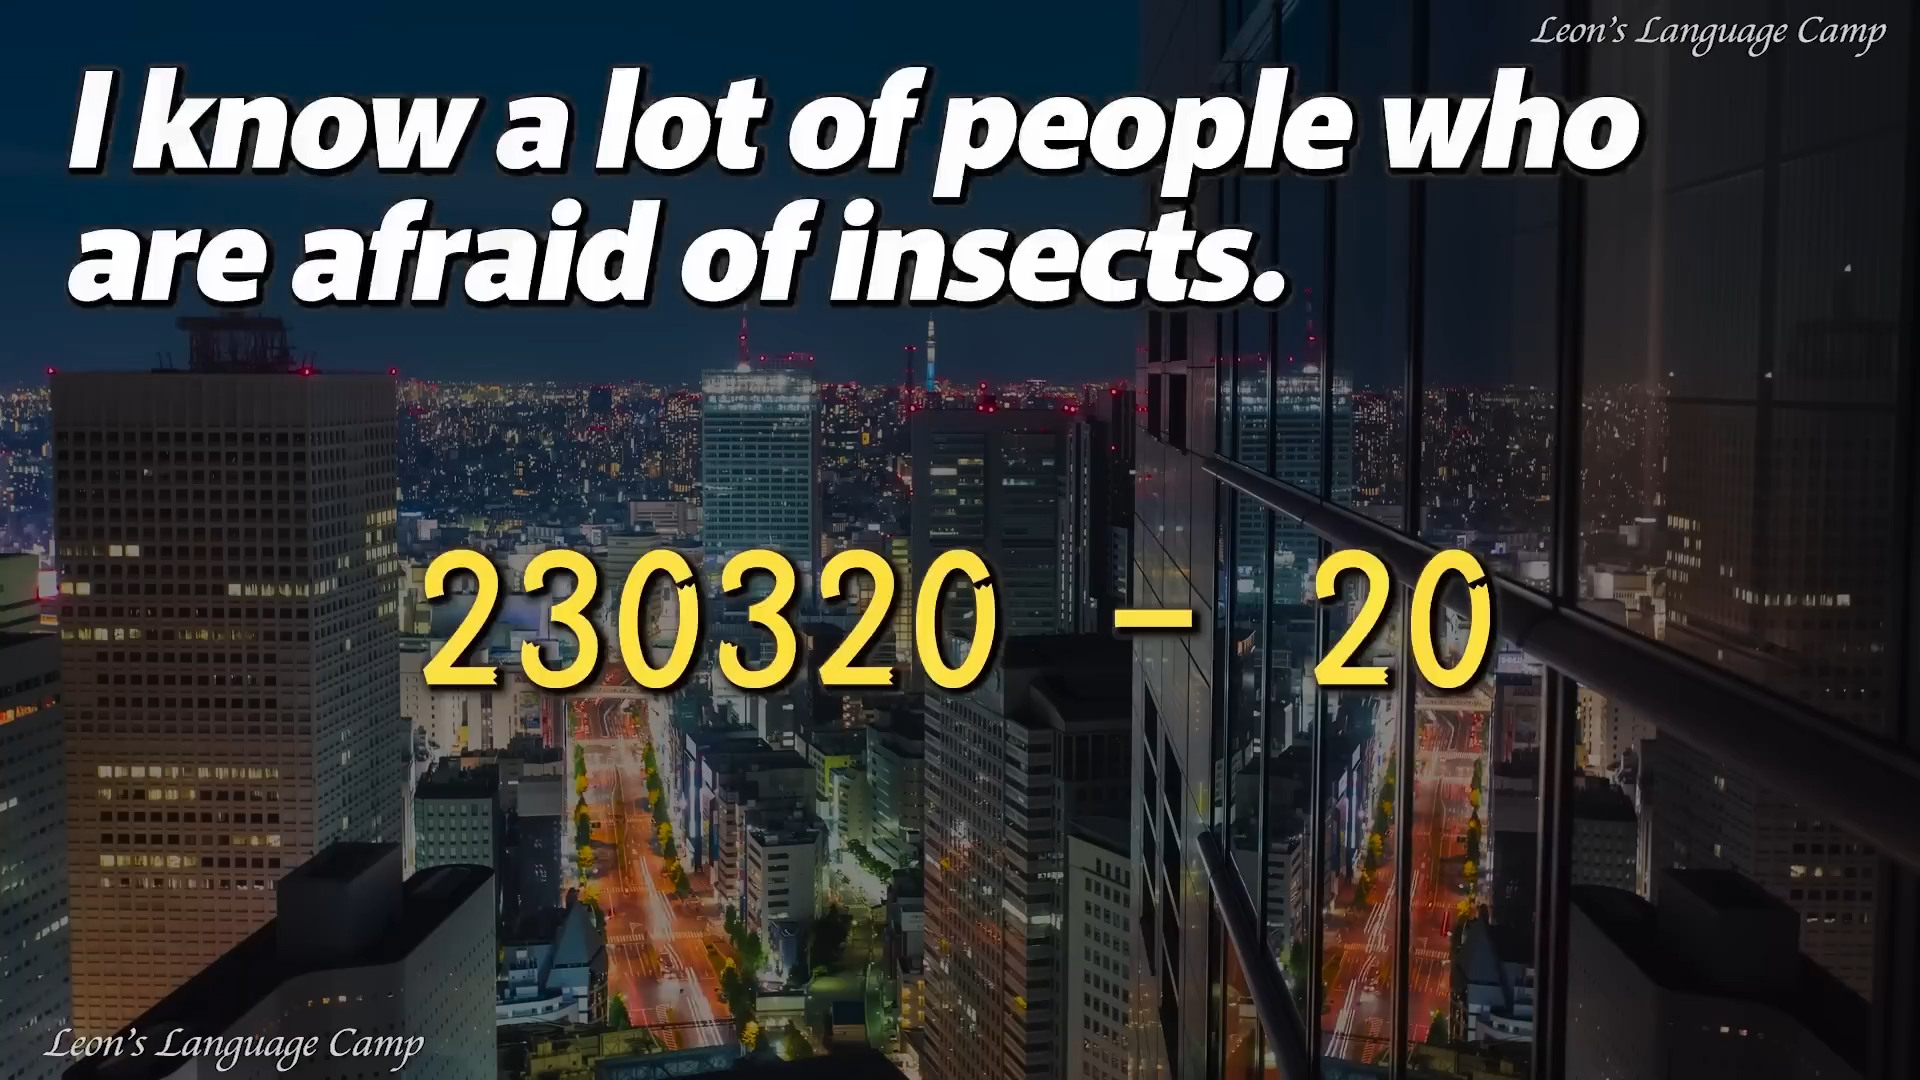 Leon's Language Camp
I know a lot of people who
are afraid of insects.
230320 - 20
Leon's Language Camp